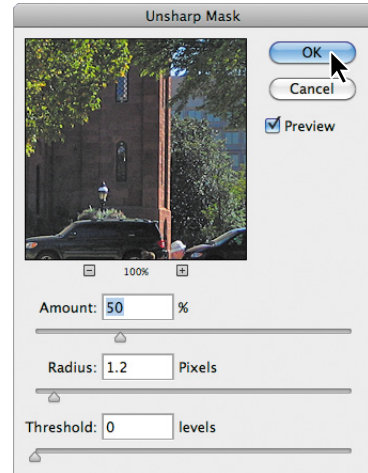 Unsharp Mask
OK
Cancel
Preview
100%
Amount: 50 %
Radius: 1.2 Pixels
Threshold: 0 levels